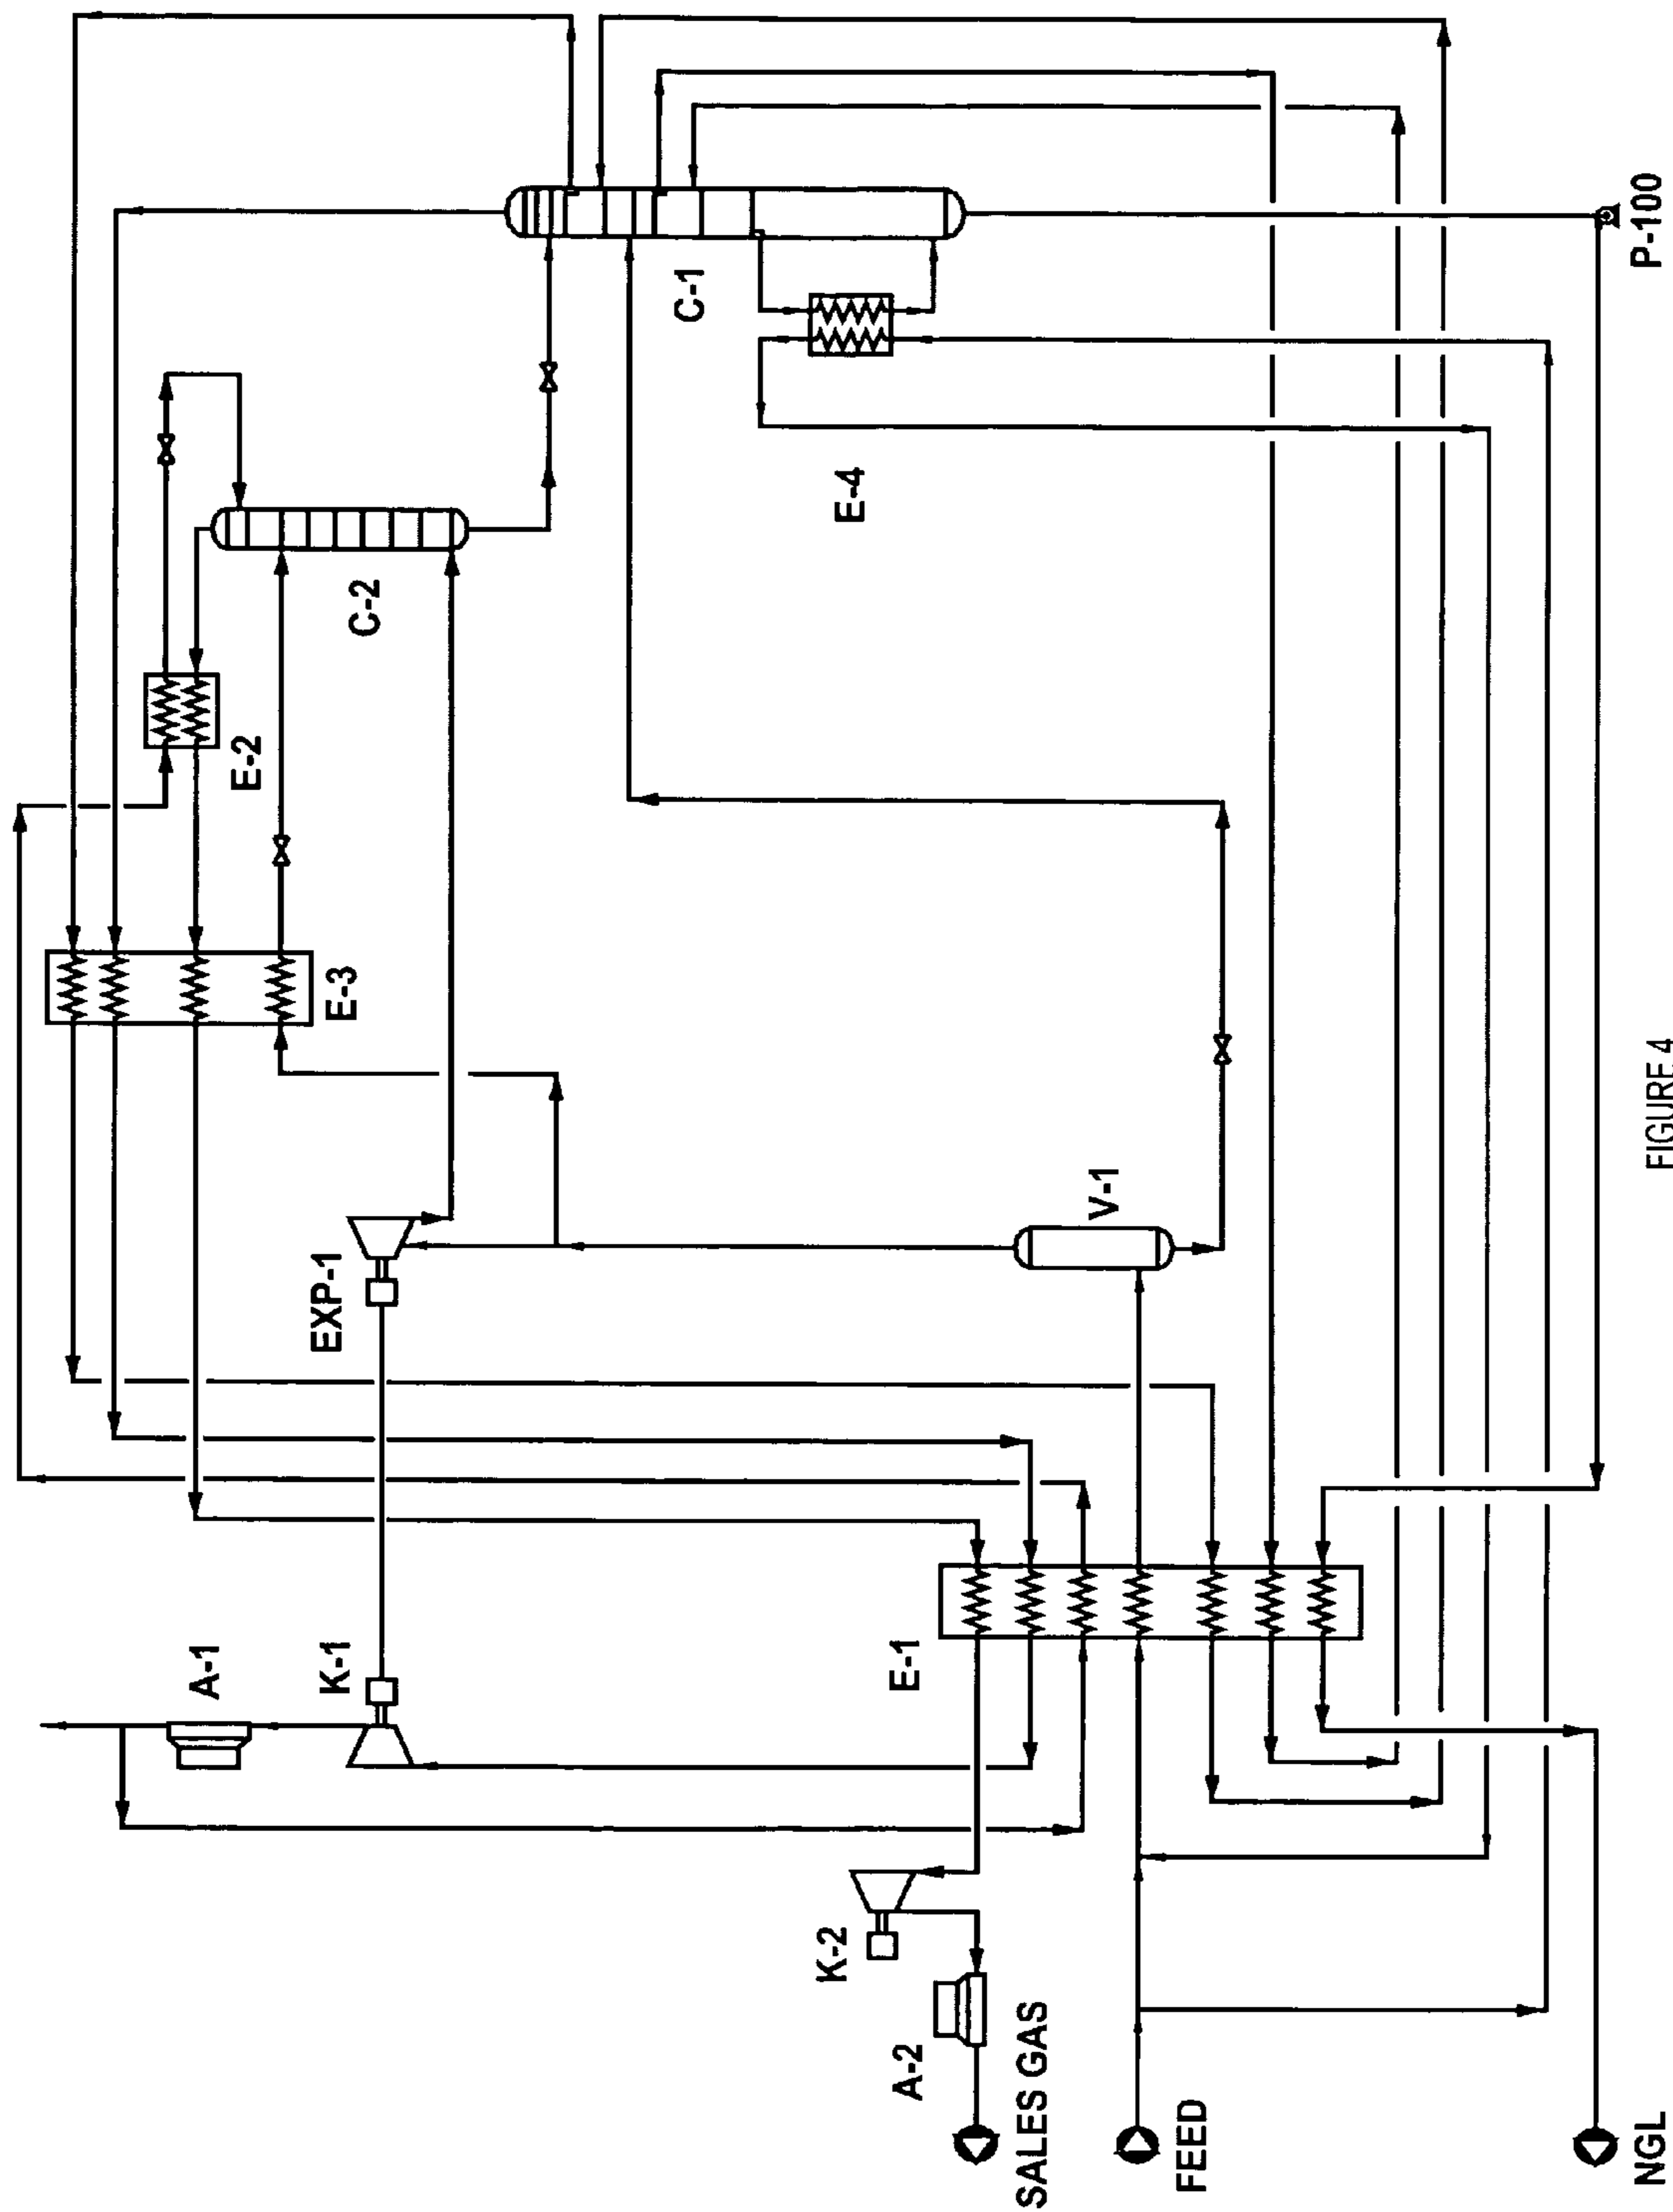 A-1
K-1
EXP-1
E-3
E-2
C-2
C-1
E-4
V-1
E-1
K-2
A-2
SALES GAS
FEED
NGL
P-100
FIGURE 4